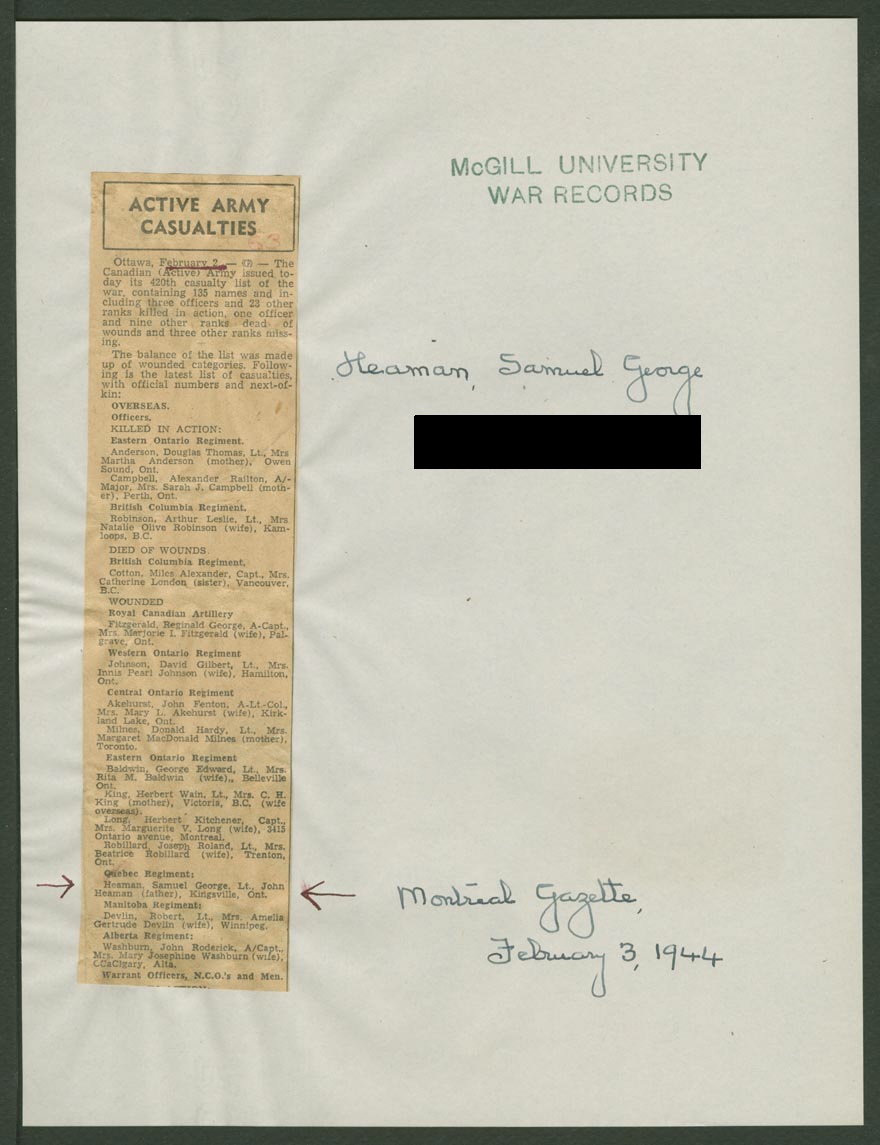 McGILL UNIVERSITY
WAR RECORDS
ACTIVE ARMY
CASUALTIES
Ottawa, February 2 — (CP) — The
Canadian (Active) Army issued to-
day its 420th casualty list of the
war, containing 135 names and in-
cluding three officers and 23 other
ranks killed in action, one officer
and nine other ranks dead of
wounds and three other ranks miss-
ing.
The balance of the list was made
up of wounded categories. Follow-
ing is the latest list of casualties,
with official numbers and next-of-
kin:
OVERSEAS.
Officers.
KILLED IN ACTION:
Eastern Ontario Regiment.
Anderson, Douglas Thomas, Lt., Mrs
Martha Anderson (mother), Owen
Sound, Ont.
Campbell, Alexander Railton, A/-
Major, Mrs. Sarah J. Campbell (moth-
er), Perth, Ont.
British Columbia Regiment.
Robinson, Arthur Leslie, Lt., Mrs
Natalie Olive Robinson (wife), Kam-
loops, B.C.
DIED OF WOUNDS
British Columbia Regiment.
Cotton, Miles Alexander, Capt., Mrs.
Catherine London (sister), Vancouver,
B.C.
WOUNDED
Royal Canadian Artillery
Fitzgerald, Reginald George, A-Capt.,
Mrs. Marjorie I. Fitzgerald (wife), Pal-
grave, Ont.
Western Ontario Regiment
Johnson, David Gilbert, Lt., Mrs.
Innis Pearl Johnson (wife), Hamilton,
Ont.
Central Ontario Regiment
Akehurst, John Fenton, A-Lt.-Col.,
Mrs. Mary L. Akehurst (wife), Kirk-
land Lake, Ont.
Milnes, Donald Hardy, Lt., Mrs.
Margaret MacDonald Milnes (mother),
Toronto.
Eastern Ontario Regiment
Baldwin, George Edward, Lt., Mrs.
Rita M. Baldwin (wife),, Belleville
Ont.
King, Herbert Wain, Lt., Mrs. C. H.
King (mother), Victoria, B.C. (wife
overseas).
Long, Herbert Kitchener, Capt.,
Mrs. Marguerite V. Long (wife), 3415
Ontario avenue, Montreal.
Robillard, Joseph Roland, Lt., Mrs.
Beatrice Robillard (wife), Trenton,
Ont.
Quebec Regiment:
Heaman, Samuel George, Lt., John
Heaman (father), Kingsville, Ont.
Manitoba Regiment:
Devlin, Robert, Lt., Mrs. Amelia
Gertrude Devlin (wife), Winnipeg.
Alberta Regiment:
Washburn, John Roderick, A/Capt.,
Mrs. Mary Josephine Washburn (wife),
CCaClgary, Alta.
Warrant Officers, N.C.O.'s and Men.
Heaman, Samuel George
Montreal Gazette,
February 3, 1944